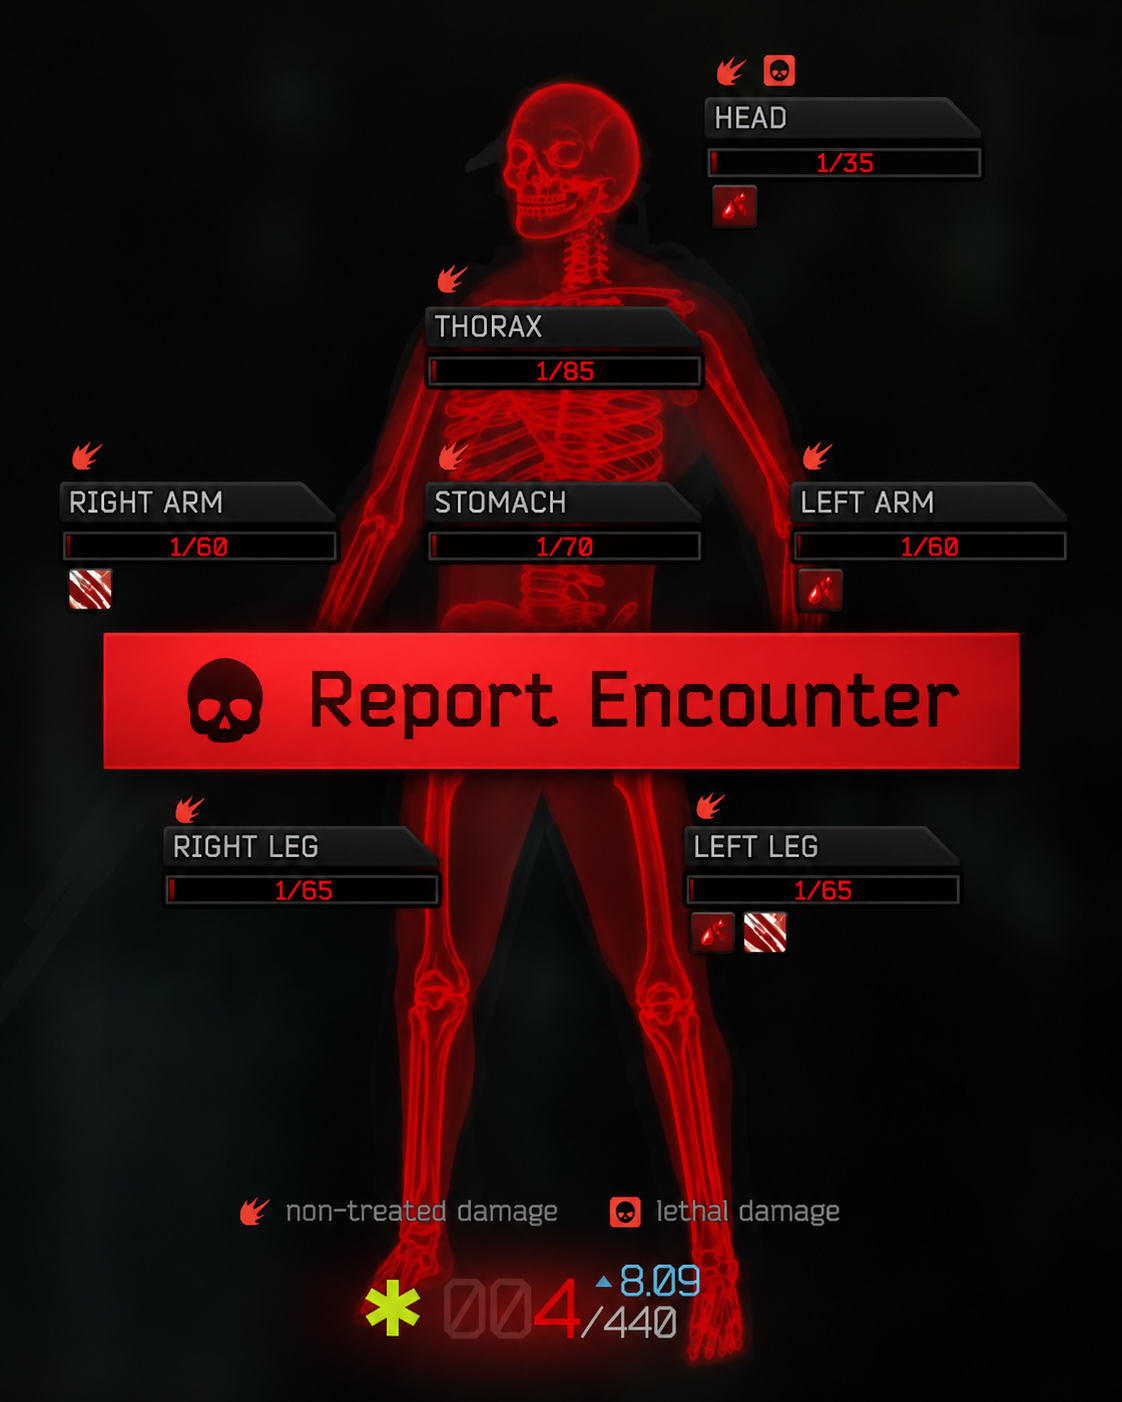 HEAD
1/35
THORAX
1/85
RIGHT ARM
1/60
STOMACH
1/70
LEFT ARM
1/60
Report Encounter
RIGHT LEG
1/65
LEFT LEG
1/65
non-treated damage
lethal damage
004/440
8.09